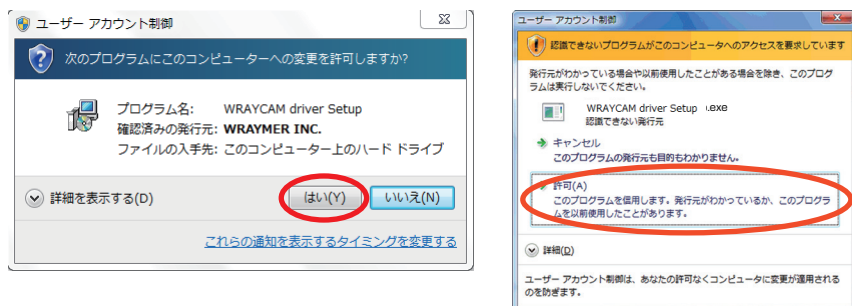 ユーザー アカウント制御
次のプログラムにこのコンピューターへの変更を許可しますか?
プログラム名: WRAYCAM driver Setup
確認済みの発行元: WRAYMER INC.
ファイルの入手先: このコンピューター上のハード ドライブ
詳細を表示する(D)
はい(Y)
いいえ(N)
これらの通知を表示するタイミングを変更する
ユーザー アカウント制御
認識できないプログラムがこのコンピュータへのアクセスを要求しています
発行元がわかっている場合や以前使用したことがある場合を除き、このプログ
ラムは実行しないでください。
WRAYCAM driver Setup .exe
認識できない発行元
キャンセル
このプログラムの発行元も目的もわかりません。
許可(A)
このプログラムを信用します。発行元がわかっているか、このプログラ
ムを以前使用したことがあります。
詳細(D)
ユーザー アカウント制御は、あなたの許可なくコンピュータに変更が適用される
のを防ぎます。